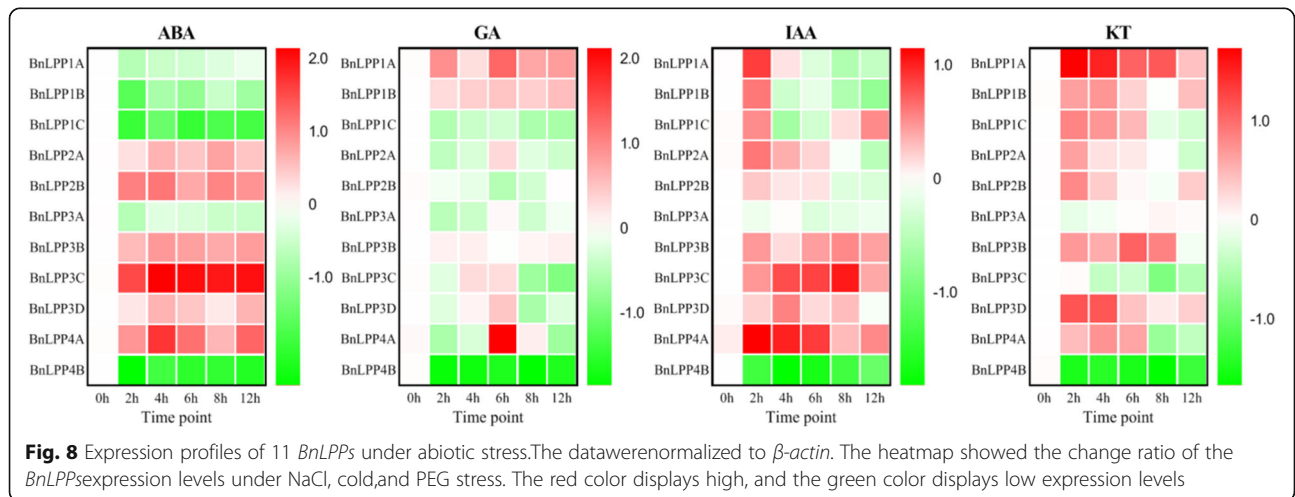 ABA GA IAA KT
BnLPP1A BnLPP1B BnLPP1C BnLPP2A BnLPP2B BnLPP3A BnLPP3B BnLPP3C BnLPP3D BnLPP4A BnLPP4B
0h 2h 4h 6h 8h 12h
Time point
2.0
1.0
0
-1.0
BnLPP1A
BnLPP1B
BnLPP1C
BnLPP2A
BnLPP2B
BnLPP3A
BnLPP3B
BnLPP3C
BnLPP3D
BnLPP4A
BnLPP4B
0h 2h 4h 6h 8h 12h
Time point
2.0
1.0
0
-1.0
BnLPP1A
BnLPP1B
BnLPP1C
BnLPP2A
BnLPP2B
BnLPP3A
BnLPP3B
BnLPP3C
BnLPP3D
BnLPP4A
BnLPP4B
0h 2h 4h 6h 8h 12h
Time point
1.0
0
-1.0
BnLPP1A
BnLPP1B
BnLPP1C
BnLPP2A
BnLPP2B
BnLPP3A
BnLPP3B
BnLPP3C
BnLPP3D
BnLPP4A
BnLPP4B
0h 2h 4h 6h 8h 12h
Time point
1.0
0
-1.0
Fig. 8 Expression profiles of 11 BnLPPs under abiotic stress.The datawerenormalized to β-actin. The heatmap showed the change ratio of the
BnLPPsexpression levels under NaCl, cold,and PEG stress. The red color displays high, and the green color displays low expression levels